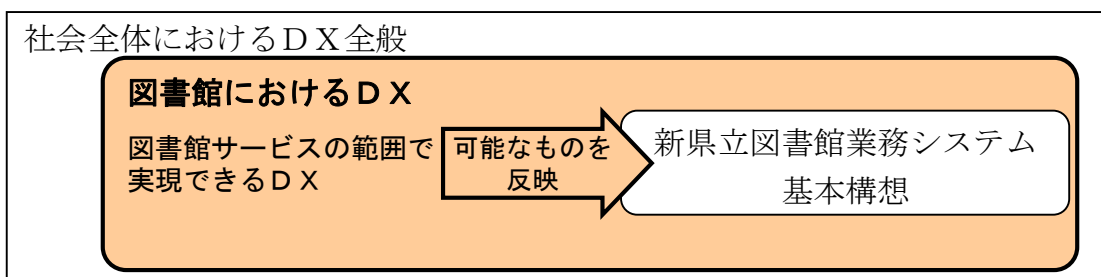 社会全体におけるＤＸ全般
図書館におけるＤＸ
図書館サービスの範囲で
実現できるＤＸ
可能なものを
反映
新県立図書館業務システム
基本構想